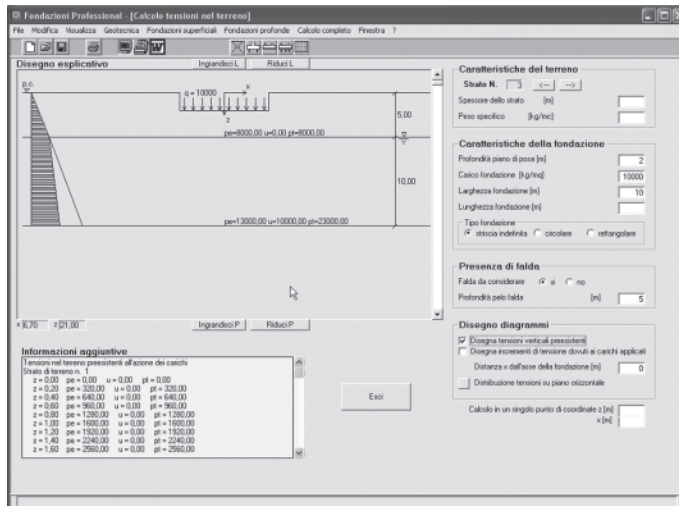 Fondazioni Professional - [Calcolo tensioni nel terreno]
File Modifica Visualizza Geotecnica Fondazioni superficiali Fondazioni profonde Calcolo completo Finestra ?
Disegno esplicativo
Ingrandisci L
Riduci L
p.c.
q = 10000
x
z
5,00
pe=8000,00 u=0,00 pt=8000,00
10,00
pe=13000,00 u=10000,00 pt=23000,00
x 6,70 z 21,00
Ingrandisci P
Riduci P
Informazioni aggiuntive
Tensioni nel terreno preesistenti all'azione dei carichi
Strato di terreno n. 1
z = 0,00 pe = 0,00 u = 0,00 pt = 0,00
z = 0,20 pe = 320,00 u = 0,00 pt = 320,00
z = 0,40 pe = 640,00 u = 0,00 pt = 640,00
z = 0,60 pe = 960,00 u = 0,00 pt = 960,00
z = 0,80 pe = 1280,00 u = 0,00 pt = 1280,00
z = 1,00 pe = 1600,00 u = 0,00 pt = 1600,00
z = 1,20 pe = 1920,00 u = 0,00 pt = 1920,00
z = 1,40 pe = 2240,00 u = 0,00 pt = 2240,00
z = 1,60 pe = 2560,00 u = 0,00 pt = 2560,00
Esci
Caratteristiche del terreno
Strato N. 3 <-- -->
Spessore dello strato [m]
Peso specifico [kg/mc]
Caratteristiche della fondazione
Profondità piano di posa [m] 2
Carico fondazione [kg/mq] 10000
Larghezza fondazione [m] 10
Lunghezza fondazione [m]
Tipo fondazione
striscia indefinita circolare rettangolare
Presenza di falda
Falda da considerare si no
Profondità pelo falda [m] 5
Disegno diagrammi
Disegna tensioni verticali preesistenti
Disegna incrementi di tensione dovuti ai carichi applicati
Distanza x dall'asse della fondazione [m] 0
Distribuzione tensioni su piano orizzontale
Calcolo in un singolo punto di coordinate z [m]
x [m]